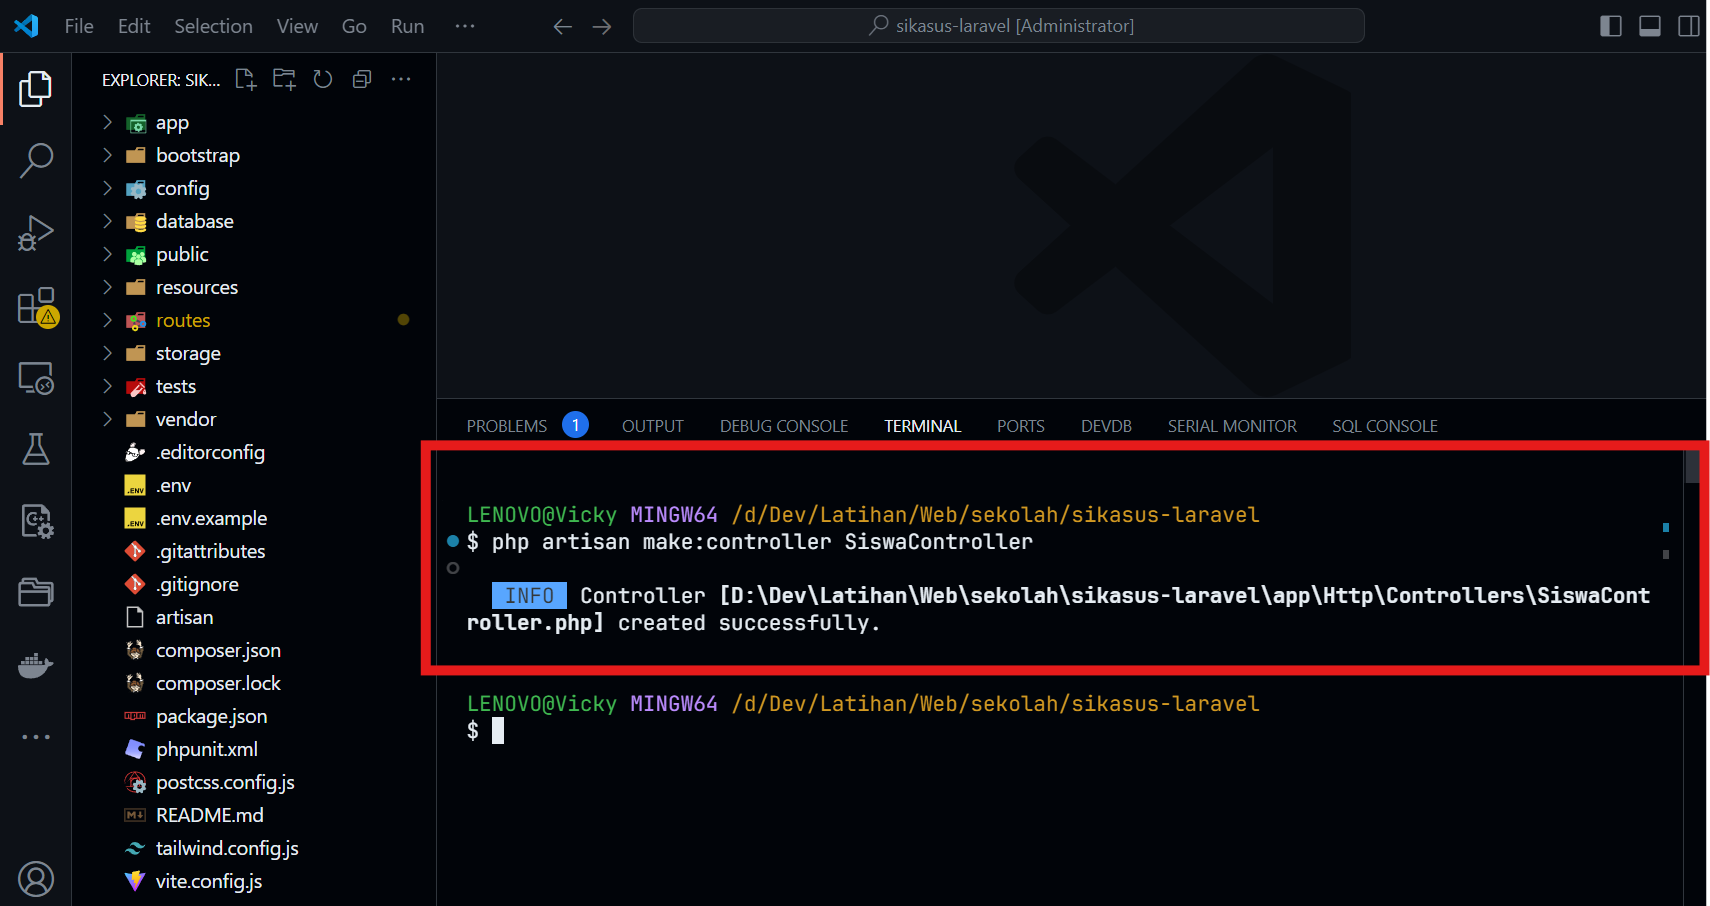 File Edit Selection View Go Run ··· sikasus-laravel [Administrator]
EXPLORER: SIK...
app
bootstrap
config
database
public
resources
routes
storage
tests
vendor
.editorconfig
.env
.env.example
.gitattributes
.gitignore
artisan
composer.json
composer.lock
package.json
phpunit.xml
postcss.config.js
README.md
tailwind.config.js
vite.config.js
PROBLEMS 1 OUTPUT DEBUG CONSOLE TERMINAL PORTS DEVDB SERIAL MONITOR SQL CONSOLE
LENOVO@Vicky MINGW64 /d/Dev/Latihan/Web/sekolah/sikasus-laravel
$ php artisan make:controller SiswaController
INFO Controller [D:\Dev\Latihan\Web\sekolah\sikasus-laravel\app\Http\Controllers\SiswaCont
roller.php] created successfully.
LENOVO@Vicky MINGW64 /d/Dev/Latihan/Web/sekolah/sikasus-laravel
$